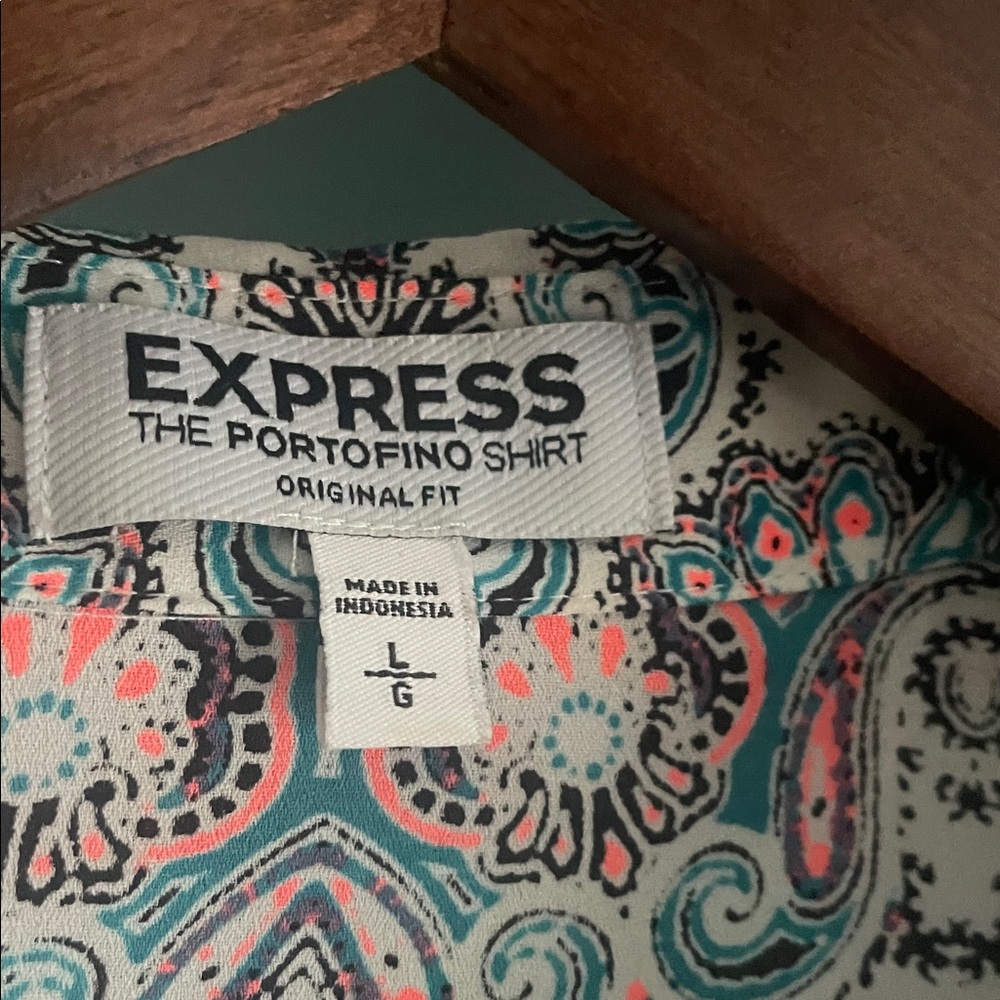 EXPRESS
THE PORTOFINO SHIRT
ORIGINAL FIT
MADE IN
INDONESIA
L
G